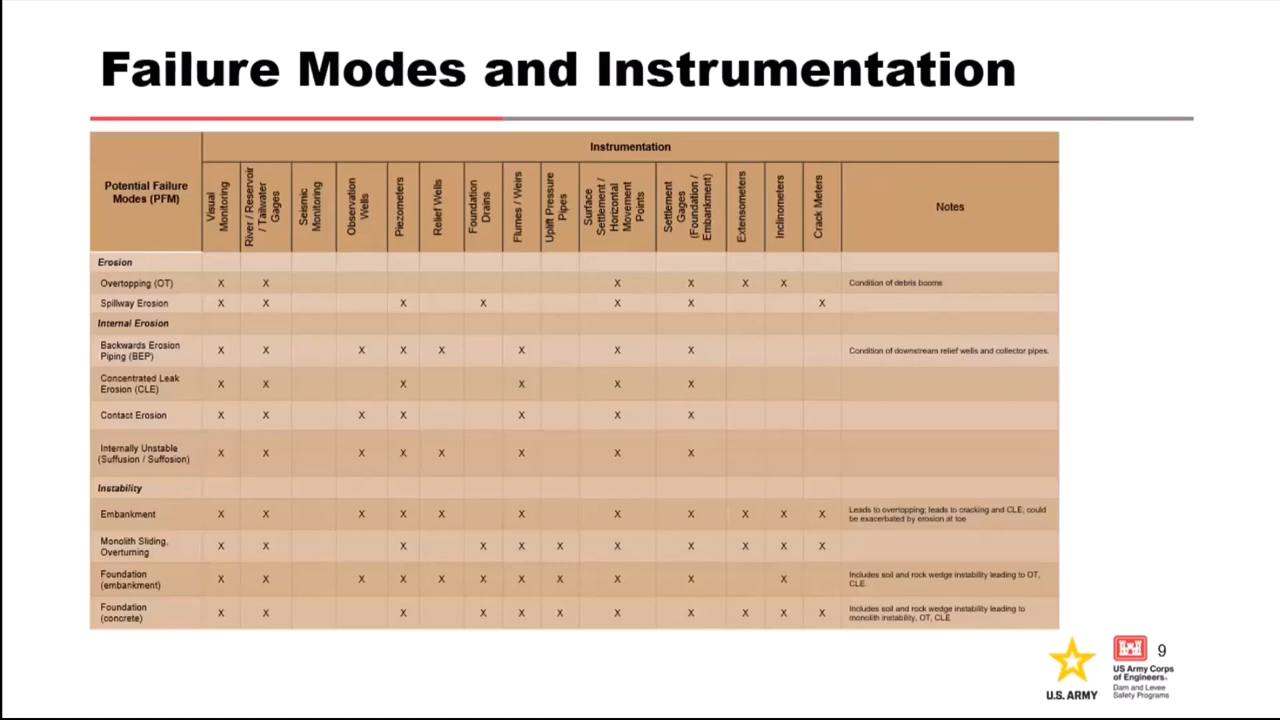 Failure Modes and Instrumentation
Potential Failure
Modes (PFM)
Instrumentation
Visual
Monitoring
River / Reservoir
/ Tailwater
Gages
Seismic
Monitoring
Observation
Wells
Piezometers
Relief Wells
Foundation
Drains
Flumes / Weirs
Uplift Pressure
Pipes
Surface
Settlement /
Horizontal
Movement
Points
Settlement
Gages
(Foundation /
Embankment)
Extensometers
Inclinometers
Crack Meters
Notes
Erosion
Overtopping (OT) X X X X X X Condition of debris booms
Spillway Erosion X X X X X X X
Internal Erosion
Backwards Erosion
Piping (BEP) X X X X X X X X Condition of downstream relief wells and collector pipes.
Concentrated Leak
Erosion (CLE) X X X X X X
Contact Erosion X X X X X X X
Internally Unstable
(Suffusion / Suffosion) X X X X X X X X
Instability
Embankment X X X X X X X X X X X Leads to overtopping; leads to cracking and CLE; could
be exacerbated by erosion at toe
Monolith Sliding,
Overturning X X X X X X X X X X X
Foundation
(embankment) X X X X X X X X X X X Includes soil and rock wedge instability leading to OT,
CLE.
Foundation
(concrete) X X X X X X X X X X X Includes soil and rock wedge instability leading to
monolith instability, OT, CLE
9
U.S. ARMY
US Army Corps
of Engineers®
Dam and Levee
Safety Programs